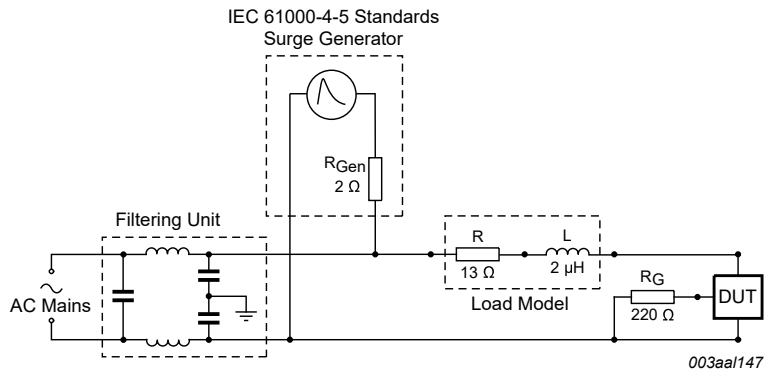 IEC 61000-4-5 Standards
Surge Generator
RGen
2 Ω
Filtering Unit
AC Mains
R
13 Ω
L
2 μH
Load Model
RG
220 Ω
DUT
003aal147